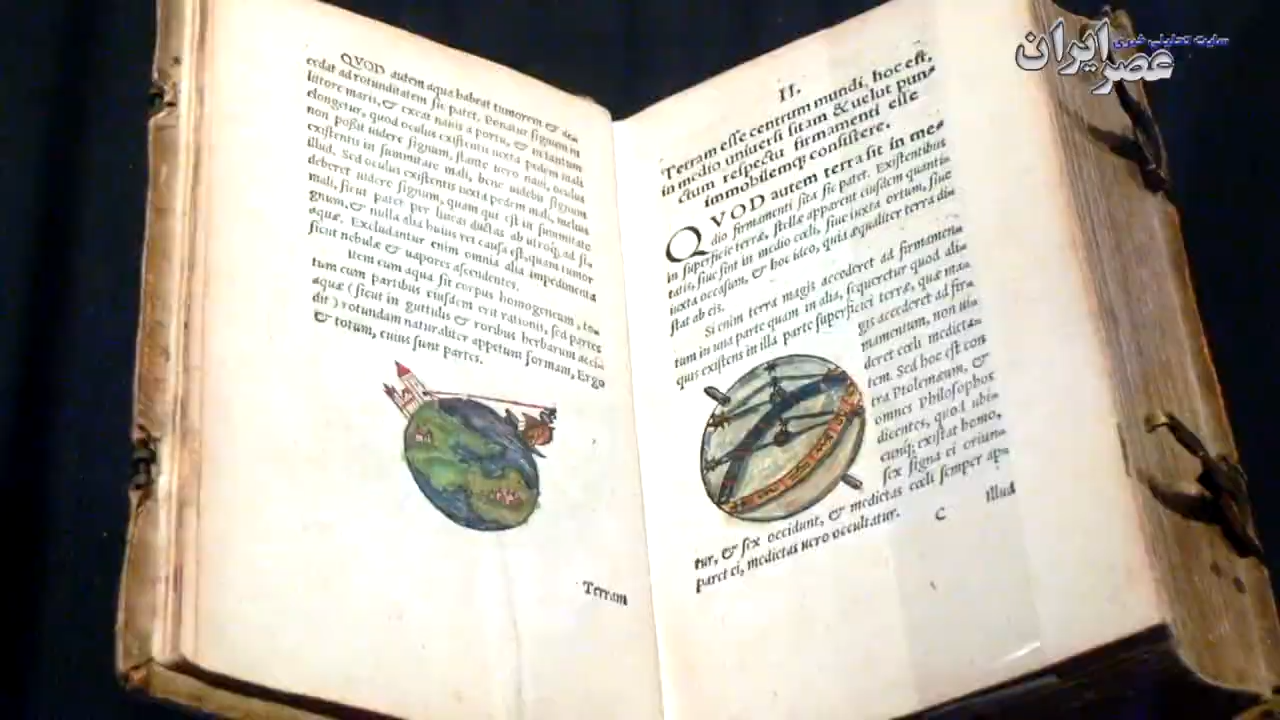 QVOD autem aqua habeat tumorem & ac=
cedat ad rotunditatem sic patet. Ponatur signum in
littore maris, & exeat nauis a portu, & intantum
elongetur, quod oculus existentis iuxta pedem mali
non possit uidere signum, stante uero naui, oculus
existentis in summitate mali, bene uidebit signum
illud. Sed oculus existentis iuxta pedem mali, melius
deberet uidere signum, quam qui est in summitate
mali, sicut patet per lineas ductas ab utroq; ad si=
gnum, & nulla alia huius rei causa est, quam tumor
aquæ. Excludantur enim omnia alia impedimenta
sicut nebulæ & uapores ascendentes.
Item cum aqua sit corpus homogeneum, to=
tum cum partibus eiusdem erit rationis, sed partes
aquæ (sicut in guttulis & roribus herbarum acci=
dit) rotundam naturaliter appetunt formam, Ergo
& totum, cuius sunt partes.
Terram
II.
Terram esse centrum mundi, hoc est,
in medio uniuersi sitam & uelut pun=
ctum respectu firmamenti esse
immobilemq; consistere.
QVOD autem terra sit in me=
dio firmamenti sita sic patet. Existentibus
in superficie terræ, stellæ apparent eiusdem quanti=
tatis, siue sint in medio cœli, siue iuxta ortum, siue
iuxta occasum, & hoc ideo, quia æqualiter terra di=
stat ab eis.
Si enim terra magis accederet ad firmamen=
tum in una parte quam in alia, sequeretur quod ali=
quis existens in illa parte superficiei terræ, quæ ma=
gis accederet ad fir=
mamentum, non ui=
deret cœli medieta=
tem. Sed hoc est con
tra Ptolemæum, &
omnes Philosophos
dicentes, quod ubi=
cunq; existat homo,
sex signa ei oriun=
tur, & sex occidunt, & medietas cœli semper ap=
paret ei, medietas uero occultatur.
C
illud
سایت تحلیلی خبری
عصر ایران